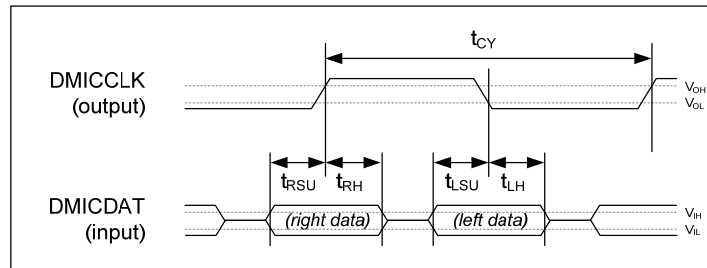 tCY
DMICCLK
(output)
VOH
VOL
tRSU tRH tLSU tLH
DMICDAT
(input)
(right data) (left data)
VIH
VIL